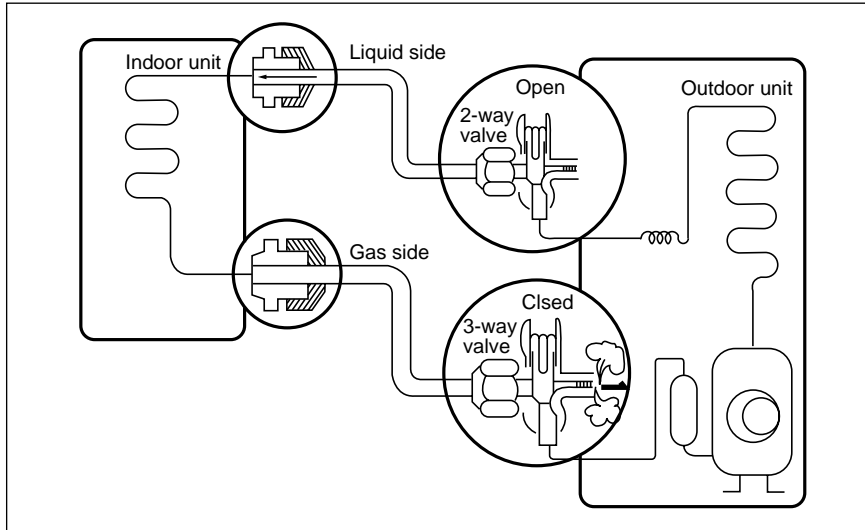 Indoor unit
Liquid side
Open
2-way
valve
Outdoor unit
Gas side
Clsed
3-way
valve